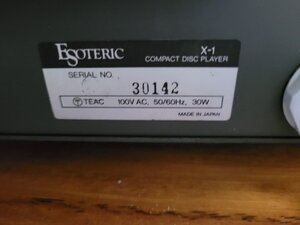 ESOTERIC X-1
COMPACT DISC PLAYER
SERIAL NO.
30142
TEAC 100V AC, 50/60Hz, 30W
MADE IN JAPAN